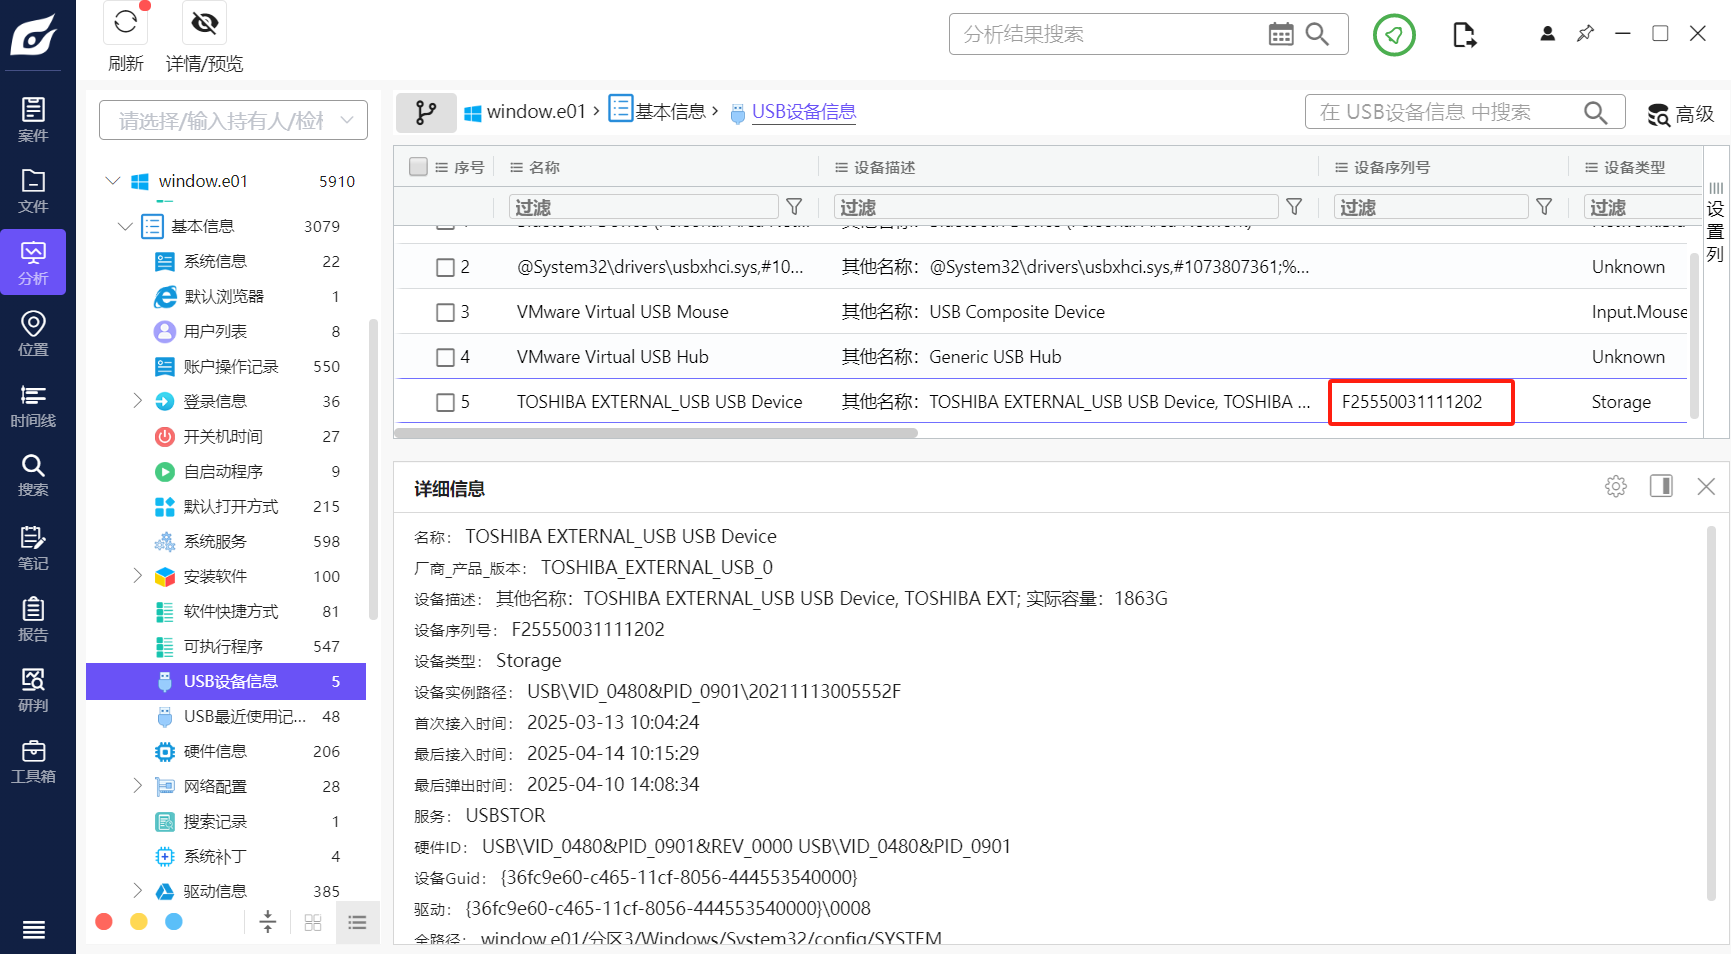 刷新
详情/预览
分析结果搜索
案件
文件
分析
位置
时间线
搜索
笔记
报告
研判
工具箱
请选择/输入持有人/检材
window.e01 5910
基本信息 3079
系统信息 22
默认浏览器 1
用户列表 8
账户操作记录 550
登录信息 36
开关机时间 27
自启动程序 9
默认打开方式 215
系统服务 598
安装软件 100
软件快捷方式 81
可执行程序 547
USB设备信息 5
USB最近使用记... 48
硬件信息 206
网络配置 28
搜索记录 1
系统补丁 4
驱动信息 385
window.e01 › 基本信息 › USB设备信息
在 USB设备信息 中搜索
高级
序号 名称 设备描述 设备序列号 设备类型
过滤 过滤 过滤 过滤
设置列
2 @System32\drivers\usbxhci.sys,#10... 其他名称：@System32\drivers\usbxhci.sys,#1073807361;%... Unknown
3 VMware Virtual USB Mouse 其他名称：USB Composite Device Input.Mouse
4 VMware Virtual USB Hub 其他名称：Generic USB Hub Unknown
5 TOSHIBA EXTERNAL_USB USB Device 其他名称：TOSHIBA EXTERNAL_USB USB Device, TOSHIBA ... F25550031111202 Storage
详细信息
名称： TOSHIBA EXTERNAL_USB USB Device
厂商_产品_版本： TOSHIBA_EXTERNAL_USB_0
设备描述： 其他名称：TOSHIBA EXTERNAL_USB USB Device, TOSHIBA EXT; 实际容量：1863G
设备序列号： F25550031111202
设备类型： Storage
设备实例路径： USB\VID_0480&PID_0901\20211113005552F
首次接入时间： 2025-03-13 10:04:24
最后接入时间： 2025-04-14 10:15:29
最后弹出时间： 2025-04-10 14:08:34
服务： USBSTOR
硬件ID： USB\VID_0480&PID_0901&REV_0000 USB\VID_0480&PID_0901
设备Guid： {36fc9e60-c465-11cf-8056-444553540000}
驱动： {36fc9e60-c465-11cf-8056-444553540000}\0008
全路径： window.e01/分区3/Windows/System32/config/SYSTEM